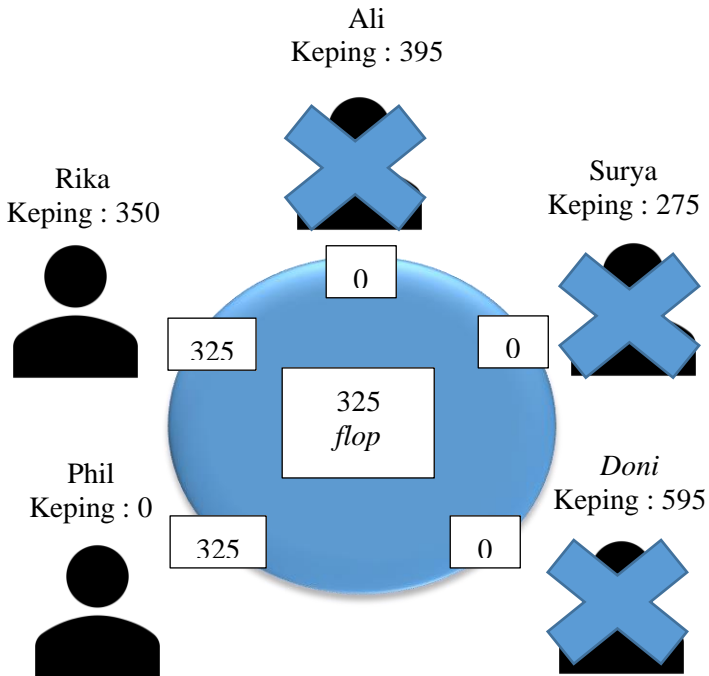 Ali
Keping : 395
Rika
Keping : 350
Surya
Keping : 275
0
325
0
325
flop
Phil
Keping : 0
Doni
Keping : 595
325
0